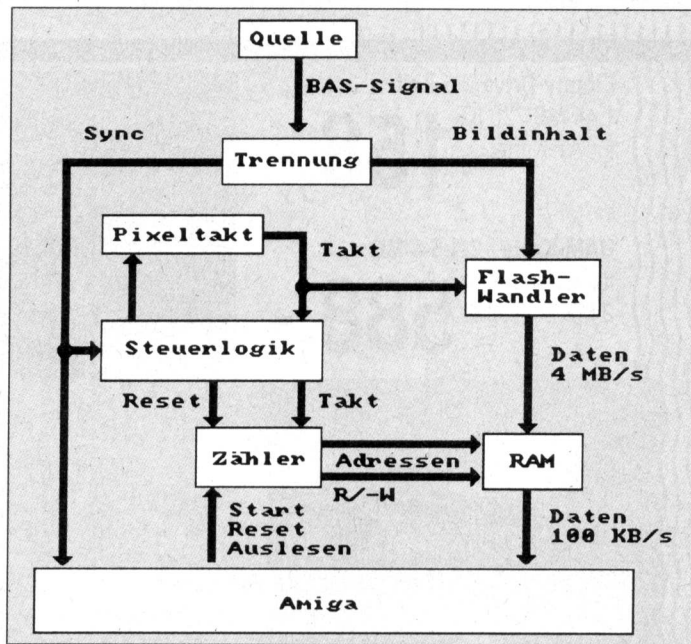 Quelle
BAS-Signal
Sync
Bildinhalt
Trennung
Pixeltakt
Takt
Flash-
Wandler
Steuerlogik
Daten
4 MB/s
Reset
Takt
Zähler
Adressen
RAM
R/-W
Start
Reset
Auslesen
Daten
100 KB/s
Amiga